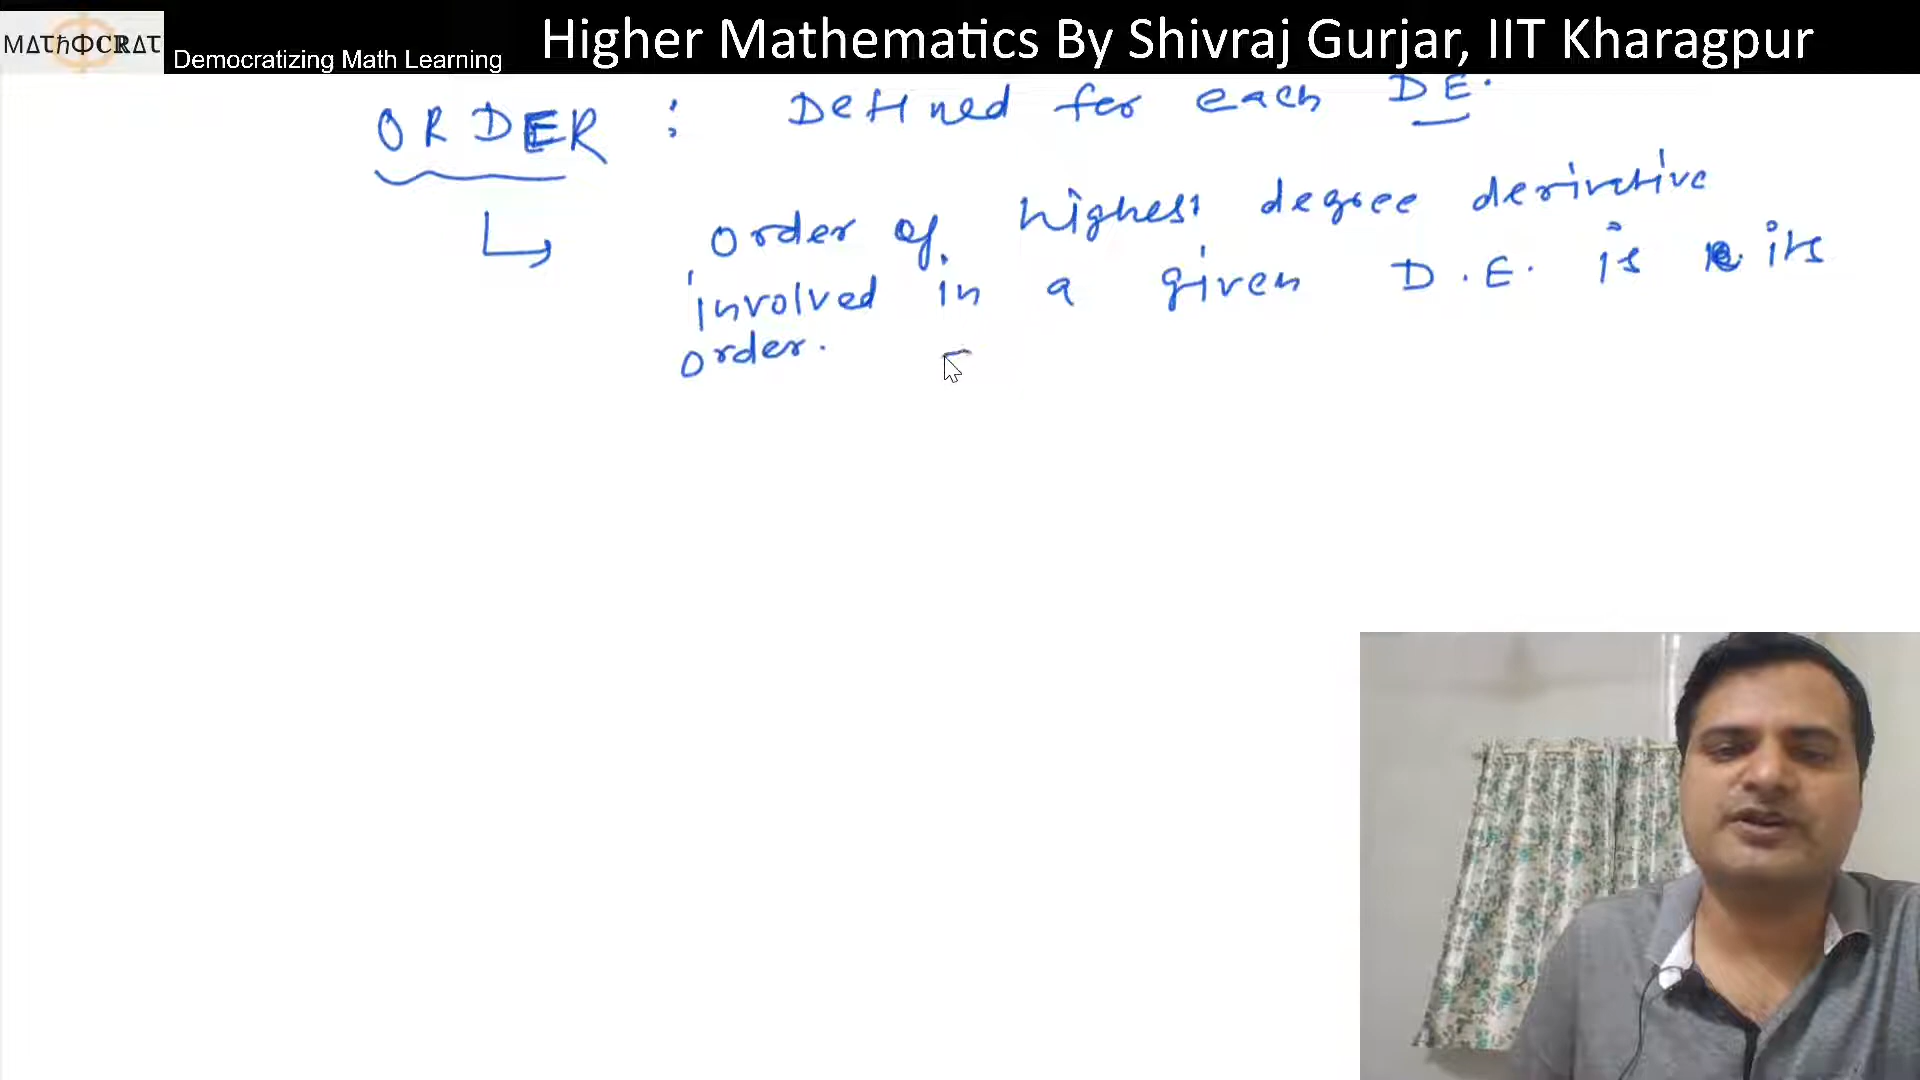 MΔτℏΦCℝΔτ
Democratizing Math Learning
Higher Mathematics By Shivraj Gurjar, IIT Kharagpur
ORDER : Defined for each DE.
order of highest degree derivative
involved in a given D.E. is its
order.